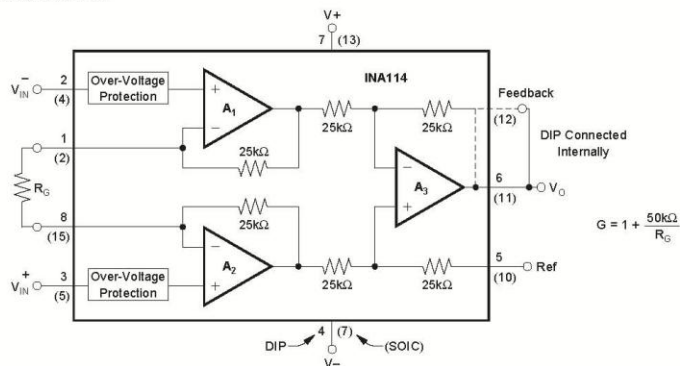 V+
7 (13)
INA114
V−IN
2
(4)
Over-Voltage
Protection
+
A1
−
25kΩ
25kΩ
25kΩ
Feedback
(12)
DIP Connected
Internally
1
(2)
RG
−
A3
+
6
(11)
VO
G = 1 + 50kΩ
RG
8
(15)
25kΩ
−
A2
+
25kΩ
25kΩ
5
(10)
Ref
V+IN
3
(5)
Over-Voltage
Protection
4 (7)
DIP
(SOIC)
V−